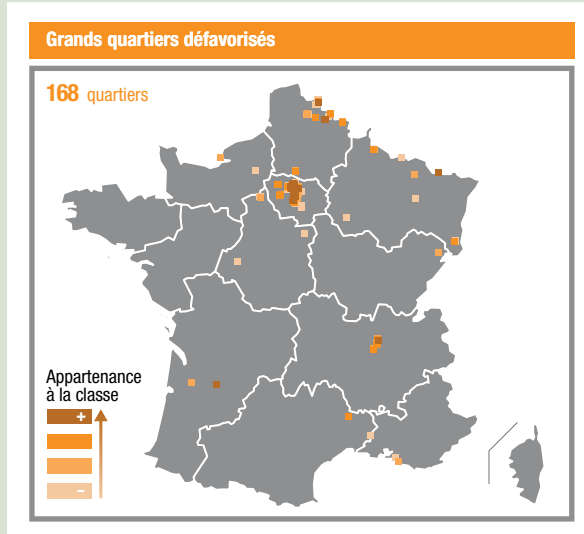 Grands quartiers défavorisés
168 quartiers
Appartenance
à la classe
+
−